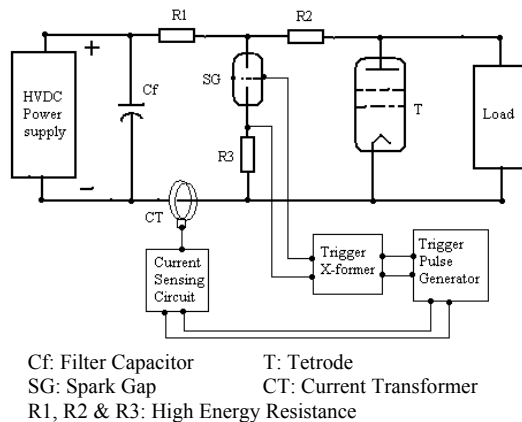 R1
R2
+
Cf
SG
T
HVDC
Power
supply
Load
R3
–
CT
Current
Sensing
Circuit
Trigger
X-former
Trigger
Pulse
Generator
Cf: Filter Capacitor T: Tetrode
SG: Spark Gap CT: Current Transformer
R1, R2 & R3: High Energy Resistance